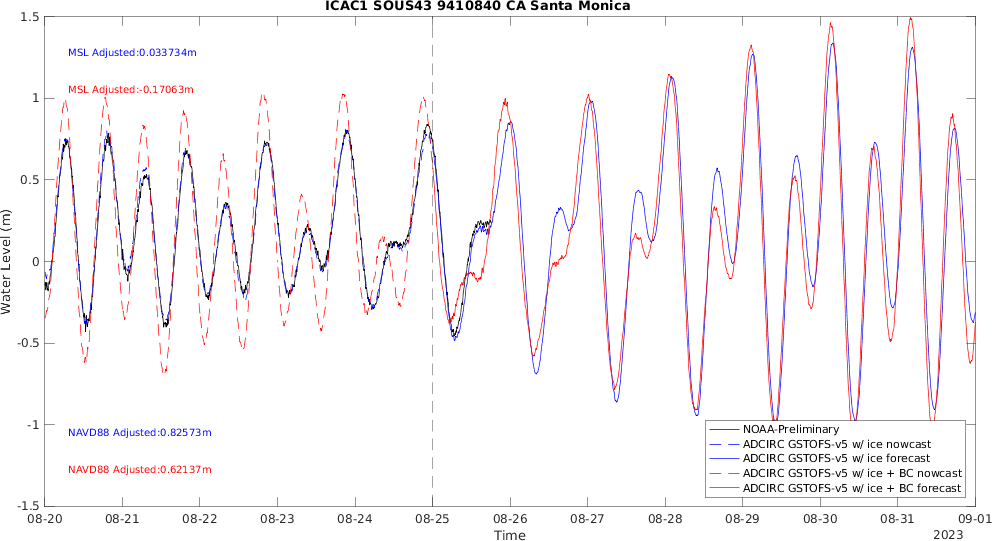 ICAC1 SOUS43 9410840 CA Santa Monica
1.5
1
0.5
0
-0.5
-1
-1.5
Water Level (m)
MSL Adjusted:0.033734m
MSL Adjusted:-0.17063m
NAVD88 Adjusted:0.82573m
NAVD88 Adjusted:0.62137m
NOAA-Preliminary
ADCIRC GSTOFS-v5 w/ ice nowcast
ADCIRC GSTOFS-v5 w/ ice forecast
ADCIRC GSTOFS-v5 w/ ice + BC nowcast
ADCIRC GSTOFS-v5 w/ ice + BC forecast
08-20 08-21 08-22 08-23 08-24 08-25 08-26 08-27 08-28 08-29 08-30 08-31 09-01
Time
2023